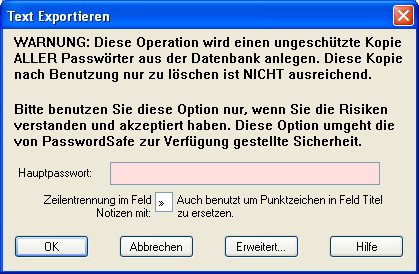 Text Exportieren
WARNUNG: Diese Operation wird einen ungeschützte Kopie
ALLER Passwörter aus der Datenbank anlegen. Diese Kopie
nach Benutzung nur zu löschen ist NICHT ausreichend.
Bitte benutzen Sie diese Option nur, wenn Sie die Risiken
verstanden und akzeptiert haben. Diese Option umgeht die
von PasswordSafe zur Verfügung gestellte Sicherheit.
Hauptpasswort:
Zeilentrennung im Feld » Auch benutzt um Punktzeichen in Feld Titel
Notizen mit: zu ersetzen.
OK Abbrechen Erweitert... Hilfe